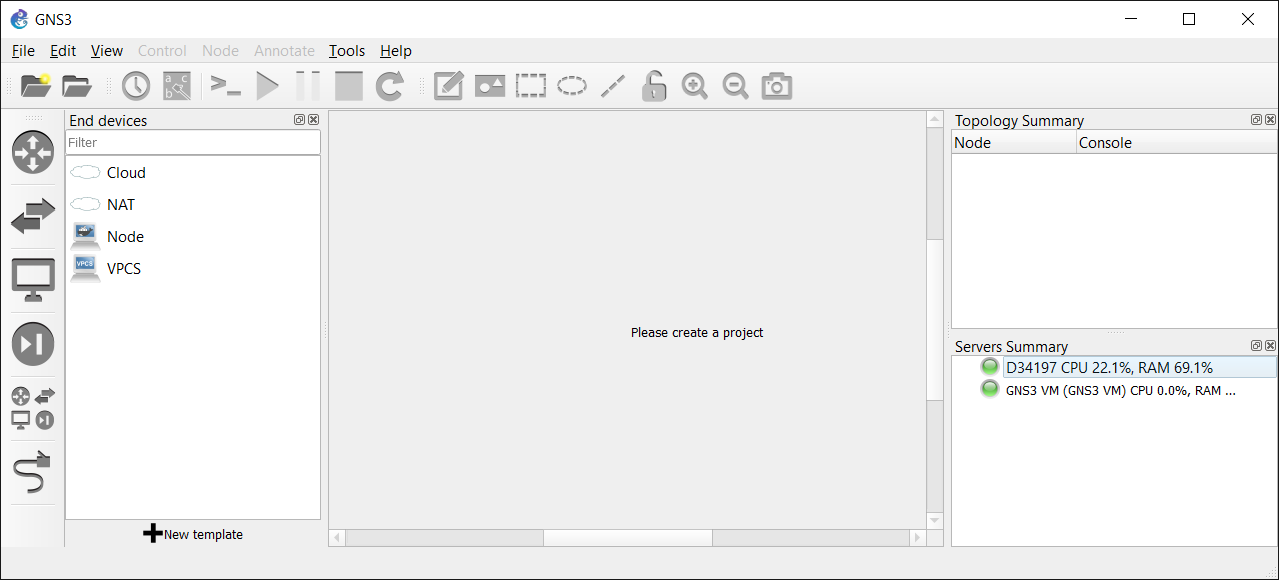 GNS3
File Edit View Control Node Annotate Tools Help
End devices
Filter
Cloud
NAT
Node
VPCS
VPCS
New template
Please create a project
Topology Summary
Node Console
Servers Summary
D34197 CPU 22.1%, RAM 69.1%
GNS3 VM (GNS3 VM) CPU 0.0%, RAM ...